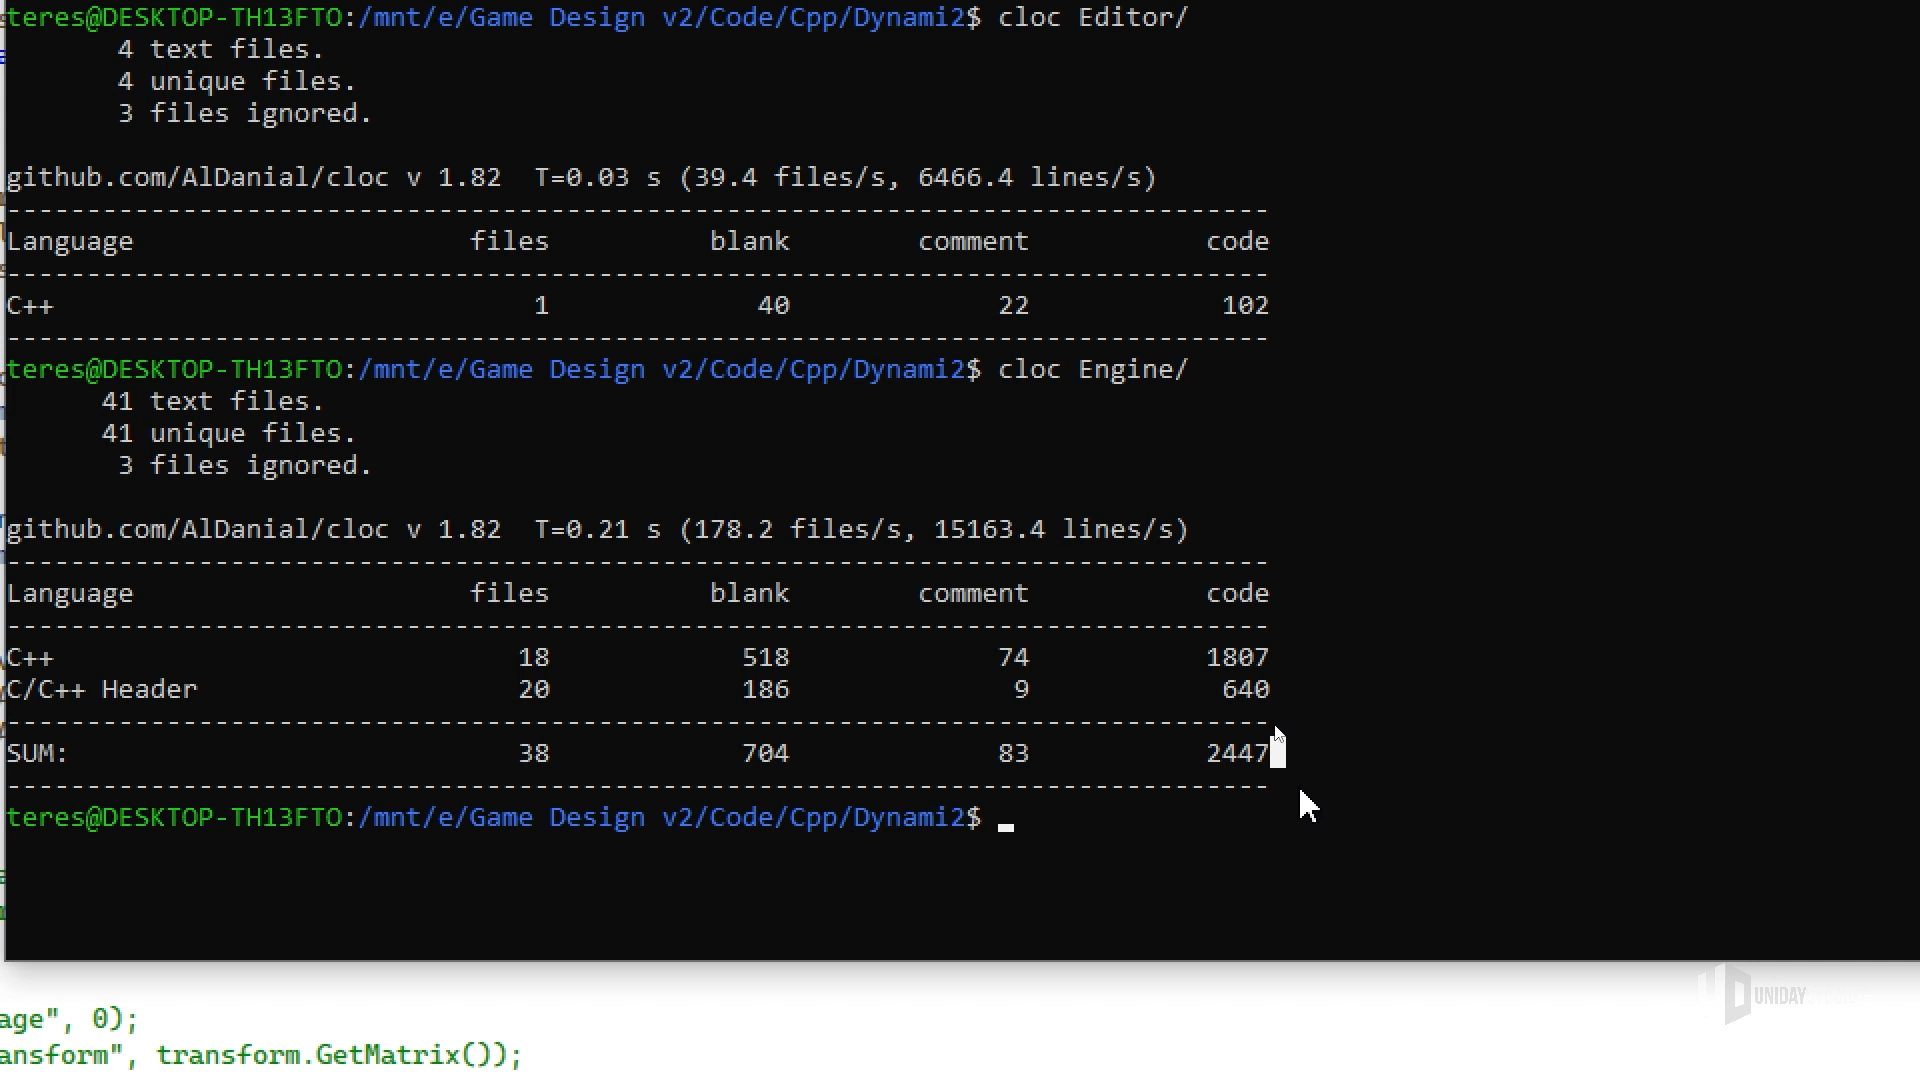 teres@DESKTOP-TH13FTO:/mnt/e/Game Design v2/Code/Cpp/Dynami2$ cloc Editor/
4 text files.
4 unique files.
3 files ignored.
github.com/AlDanial/cloc v 1.82 T=0.03 s (39.4 files/s, 6466.4 lines/s)
-------------------------------------------------------------------------------
Language files blank comment code
-------------------------------------------------------------------------------
C++ 1 40 22 102
-------------------------------------------------------------------------------
teres@DESKTOP-TH13FTO:/mnt/e/Game Design v2/Code/Cpp/Dynami2$ cloc Engine/
41 text files.
41 unique files.
3 files ignored.
github.com/AlDanial/cloc v 1.82 T=0.21 s (178.2 files/s, 15163.4 lines/s)
-------------------------------------------------------------------------------
Language files blank comment code
-------------------------------------------------------------------------------
C++ 18 518 74 1807
C/C++ Header 20 186 9 640
-------------------------------------------------------------------------------
SUM: 38 704 83 2447
-------------------------------------------------------------------------------
teres@DESKTOP-TH13FTO:/mnt/e/Game Design v2/Code/Cpp/Dynami2$
UNIDAY
age", 0);
ansform", transform.GetMatrix());